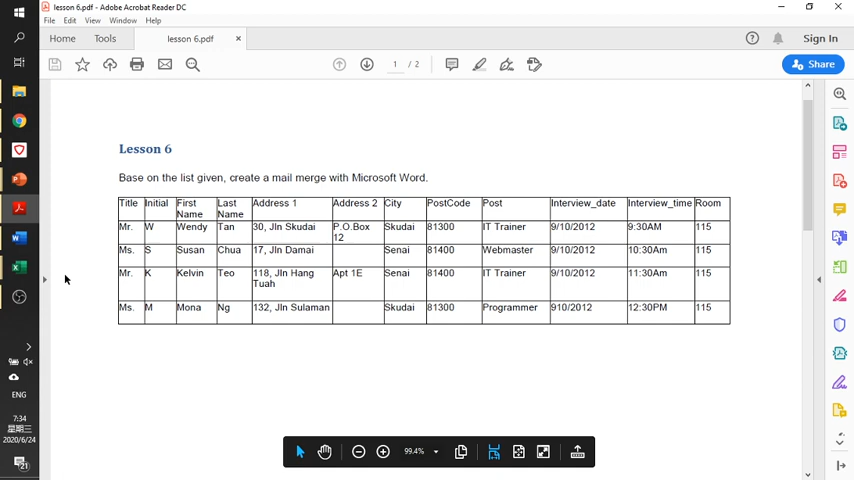 lesson 6.pdf - Adobe Acrobat Reader DC
File Edit View Window Help
Home Tools lesson 6.pdf × Sign In
1 / 2 Share
Lesson 6
Base on the list given, create a mail merge with Microsoft Word.
Title Initial First Name Last Name Address 1 Address 2 City PostCode Post Interview_date Interview_time Room
Mr. W Wendy Tan 30, Jln Skudai P.O.Box 12 Skudai 81300 IT Trainer 9/10/2012 9:30AM 115
Ms. S Susan Chua 17, Jln Damai Senai 81400 Webmaster 9/10/2012 10:30Am 115
Mr. K Kelvin Teo 118, Jln Hang Tuah Apt 1E Senai 81400 IT Trainer 9/10/2012 11:30Am 115
Ms. M Mona Ng 132, Jln Sulaman Skudai 81300 Programmer 910/2012 12:30PM 115
ENG
7:34
星期三
2020/6/24
21
99.4%